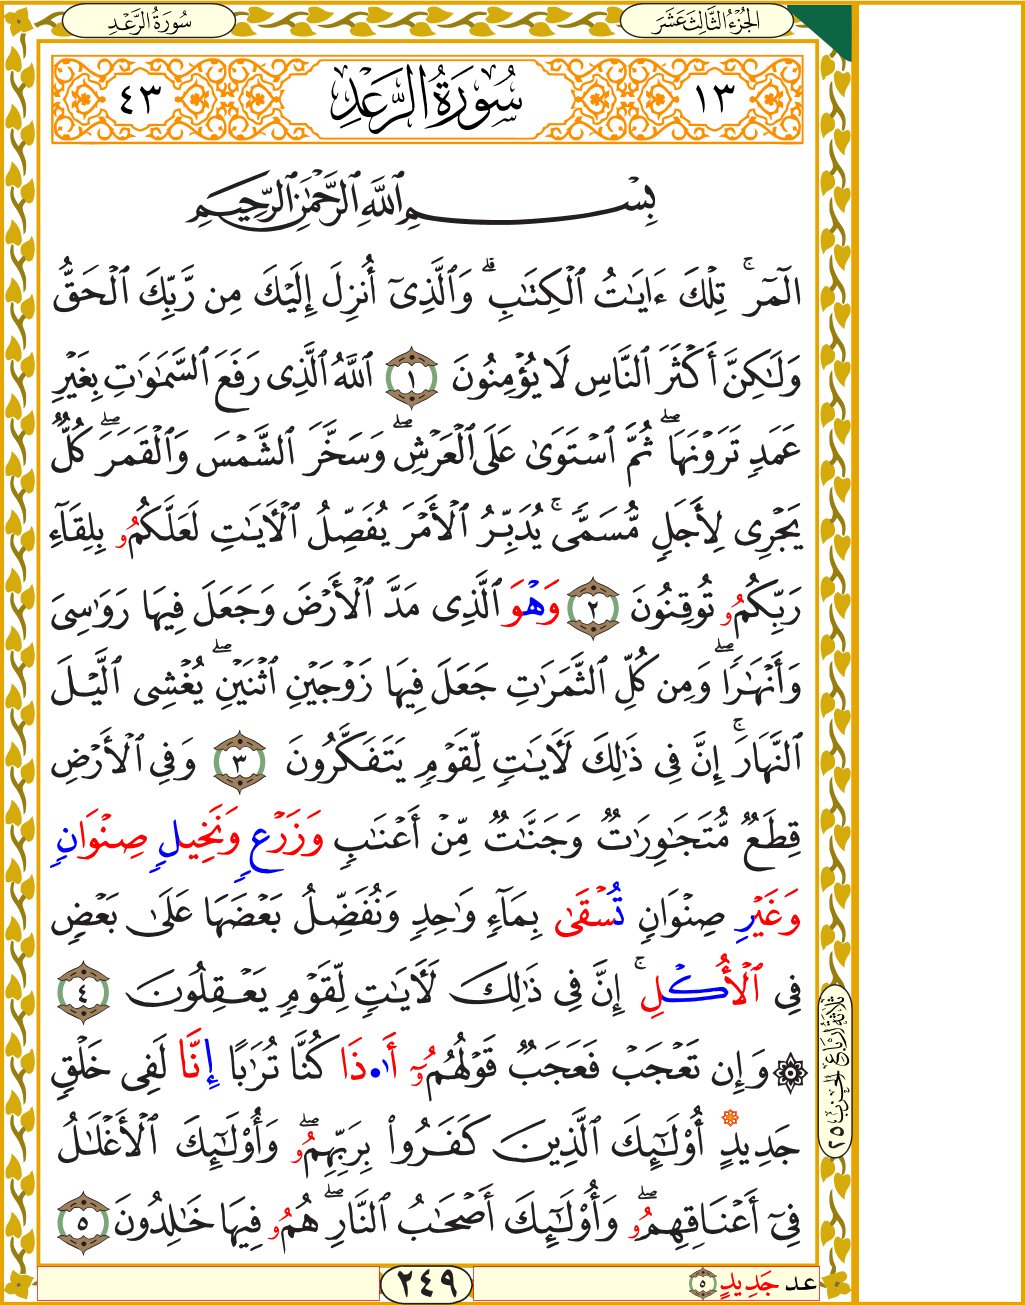 سُورَةُ الرَّعْدِ
الجُزْءُ الثَّالِثَ عَشَرَ
١٣ سُورَةُ الرَّعْدِ ٤٣
بِسْمِ ٱللَّهِ ٱلرَّحْمَٰنِ ٱلرَّحِيمِ
الٓمٓرۚ تِلْكَ ءَايَٰتُ ٱلْكِتَٰبِۗ وَٱلَّذِىٓ أُنزِلَ إِلَيْكَ مِن رَّبِّكَ ٱلْحَقُّ
وَلَٰكِنَّ أَكْثَرَ ٱلنَّاسِ لَا يُؤْمِنُونَ ١ ٱللَّهُ ٱلَّذِى رَفَعَ ٱلسَّمَٰوَٰتِ بِغَيْرِ
عَمَدٍ تَرَوْنَهَاۖ ثُمَّ ٱسْتَوَىٰ عَلَى ٱلْعَرْشِۖ وَسَخَّرَ ٱلشَّمْسَ وَٱلْقَمَرَۖ كُلٌّ
يَجْرِى لِأَجَلٍ مُّسَمًّىۚ يُدَبِّرُ ٱلْأَمْرَ يُفَصِّلُ ٱلْأَيَٰتِ لَعَلَّكُمُۥ بِلِقَآءِ
رَبِّكُمُۥ تُوقِنُونَ ٢ وَهْوَ ٱلَّذِى مَدَّ ٱلْأَرْضَ وَجَعَلَ فِيهَا رَوَٰسِىَ
وَأَنْهَٰرًاۖ وَمِن كُلِّ ٱلثَّمَرَٰتِ جَعَلَ فِيهَا زَوْجَيْنِ ٱثْنَيْنِۖ يُغْشِى ٱلَّيْلَ
ٱلنَّهَارَۚ إِنَّ فِى ذَٰلِكَ لَأَيَٰتٍ لِّقَوْمٍ يَتَفَكَّرُونَ ٣ وَفِى ٱلْأَرْضِ
قِطَعٌ مُّتَجَٰوِرَٰتٌ وَجَنَّٰتٌ مِّنْ أَعْنَٰبٍ وَزَرْعٍ وَنَخِيلٍ صِنْوَانٍ
وَغَيْرِ صِنْوَانٍ تُسْقَىٰ بِمَآءٍ وَٰحِدٍ وَنُفَضِّلُ بَعْضَهَا عَلَىٰ بَعْضٍ
فِى ٱلْأُكْلِۚ إِنَّ فِى ذَٰلِكَ لَأَيَٰتٍ لِّقَوْمٍ يَعْقِلُونَ ٤
۞ وَإِن تَعْجَبْ فَعَجَبٌ قَوْلُهُمُۥٓ أَا۟ذَا كُنَّا تُرَٰبًا إِنَّا لَفِى خَلْقٍ
جَدِيدٍ أُو۟لَٰٓئِكَ ٱلَّذِينَ كَفَرُوا۟ بِرَبِّهِمُۥۖ وَأُو۟لَٰٓئِكَ ٱلْأَغْلَٰلُ
فِىٓ أَعْنَاقِهِمُۥۖ وَأُو۟لَٰٓئِكَ أَصْحَٰبُ ٱلنَّارِۖ هُمُۥ فِيهَا خَٰلِدُونَ ٥
ثلاثة أرباع الحزب ٢٥
عد جَدِيدٍ ٥
٢٤٩